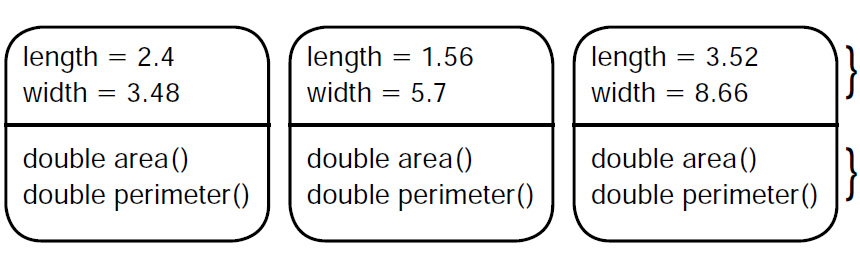 length = 2.4
width = 3.48
double area()
double perimeter()
length = 1.56
width = 5.7
double area()
double perimeter()
length = 3.52
width = 8.66
double area()
double perimeter()
}
}